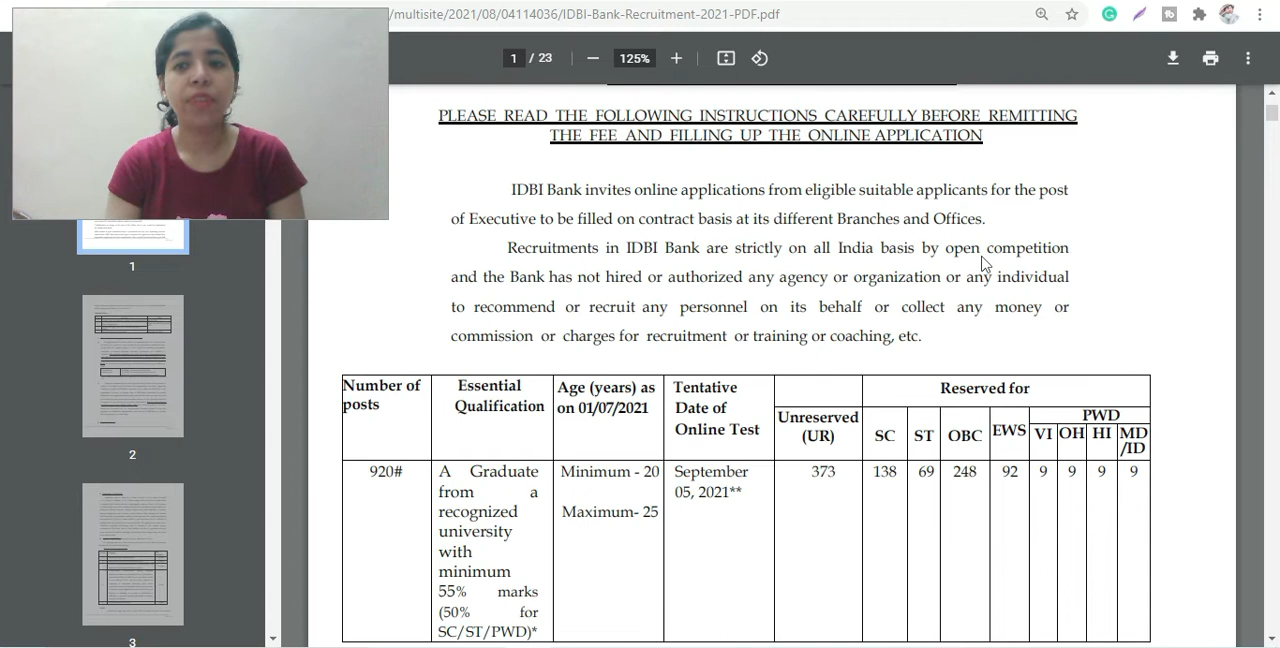 /multisite/2021/08/04114036/IDBI-Bank-Recruitment-2021-PDF.pdf
1 / 23
125%
PLEASE READ THE FOLLOWING INSTRUCTIONS CAREFULLY BEFORE REMITTING
THE FEE AND FILLING UP THE ONLINE APPLICATION
IDBI Bank invites online applications from eligible suitable applicants for the post
of Executive to be filled on contract basis at its different Branches and Offices.
Recruitments in IDBI Bank are strictly on all India basis by open competition
and the Bank has not hired or authorized any agency or organization or any individual
to recommend or recruit any personnel on its behalf or collect any money or
commission or charges for recruitment or training or coaching, etc.
Number of
posts
Essential
Qualification
Age (years) as
on 01/07/2021
Tentative
Date of
Online Test
Reserved for
Unreserved
(UR)
SC
ST
OBC
EWS
PWD
VI
OH
HI
MD
/ID
920#
A Graduate
from a
recognized
university
with
minimum
55% marks
(50% for
SC/ST/PWD)*
Minimum - 20
Maximum- 25
September
05, 2021**
373
138
69
248
92
9
9
9
9
1
2
3